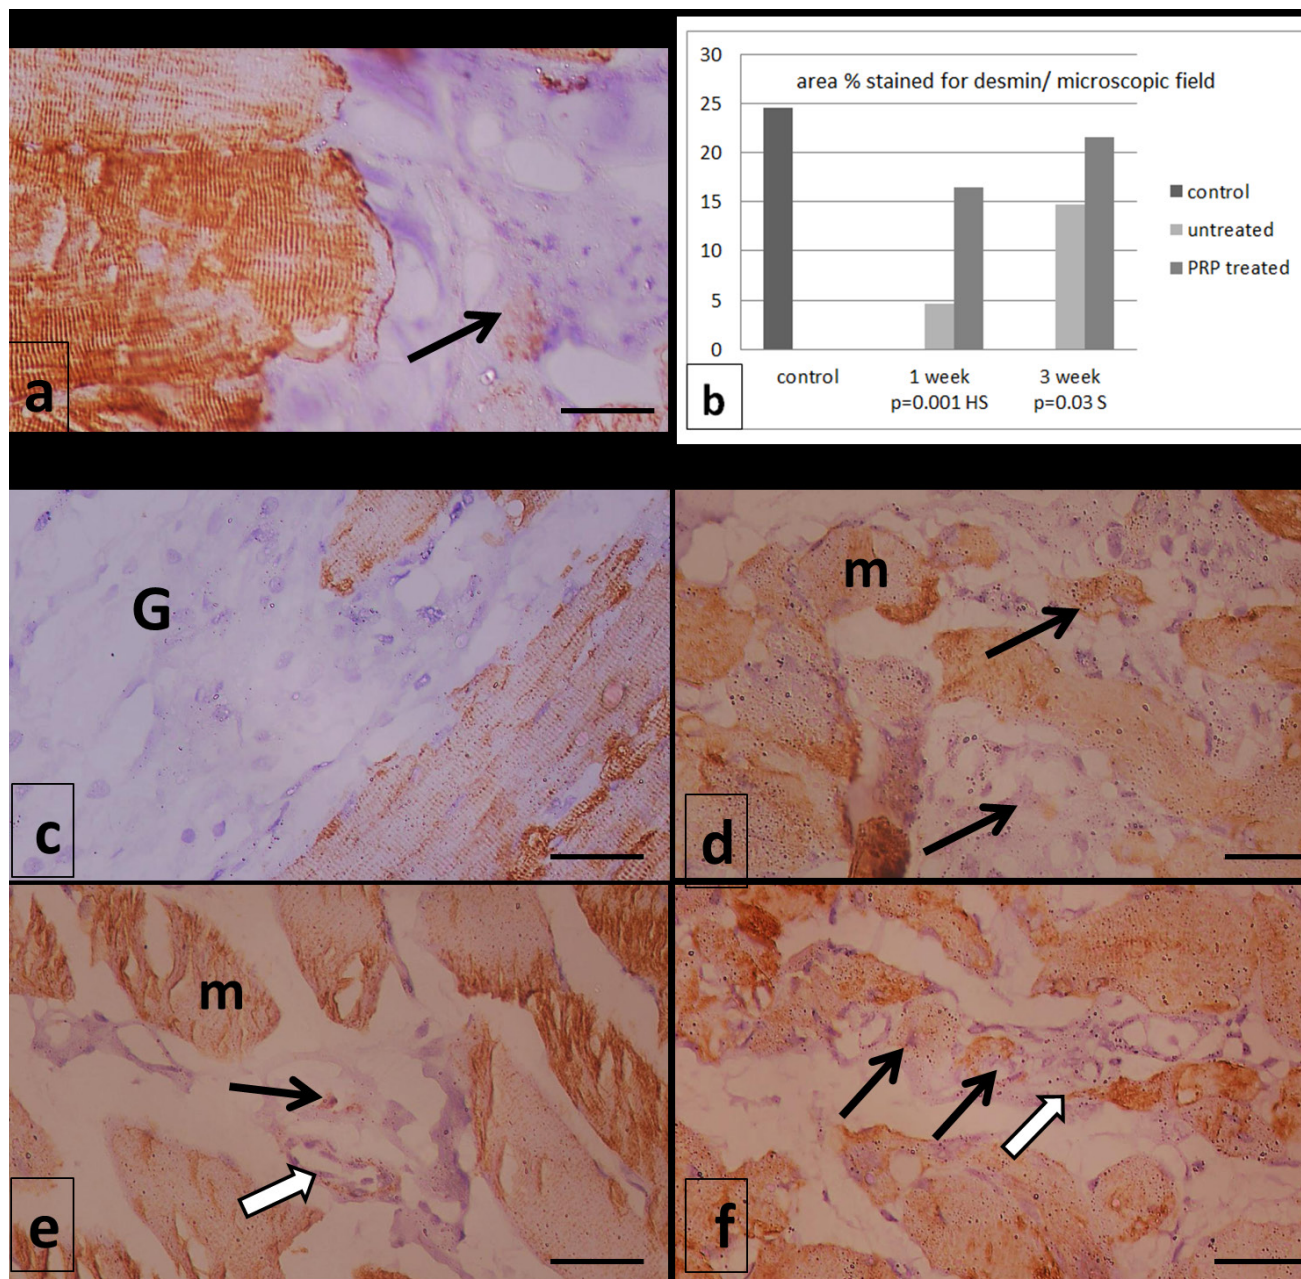 a
30
25
20
15
10
5
0
area % stained for desmin/ microscopic field
control
1 week
3 week
p=0.001 HS
p=0.03 S
control
untreated
PRP treated
b
G
c
m
d
m
e
f